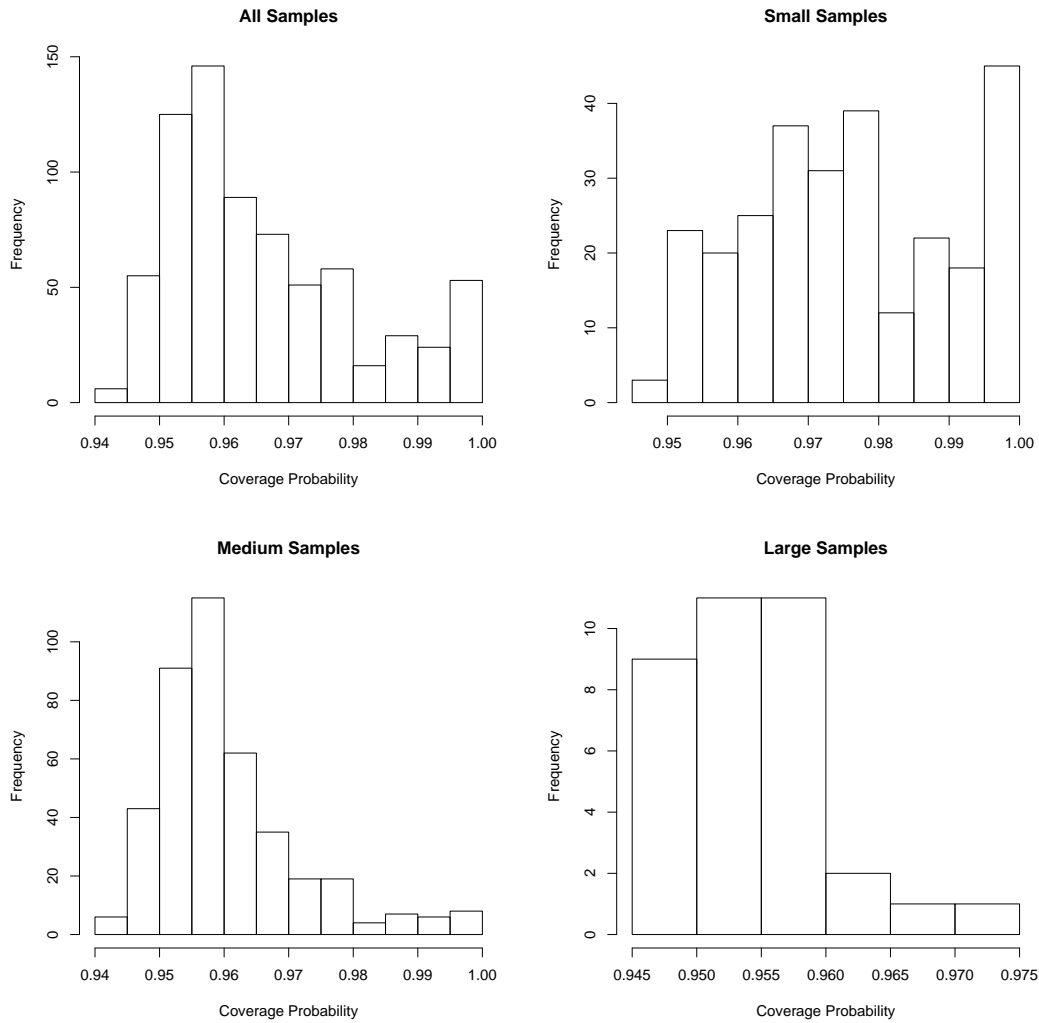 All Samples
Frequency
0
50
100
150
0.94 0.95 0.96 0.97 0.98 0.99 1.00
Coverage Probability
Small Samples
Frequency
0
10
20
30
40
0.95 0.96 0.97 0.98 0.99 1.00
Coverage Probability
Medium Samples
Frequency
0
20
40
60
80
100
0.94 0.95 0.96 0.97 0.98 0.99 1.00
Coverage Probability
Large Samples
Frequency
0
2
4
6
8
10
0.945 0.950 0.955 0.960 0.965 0.970 0.975
Coverage Probability